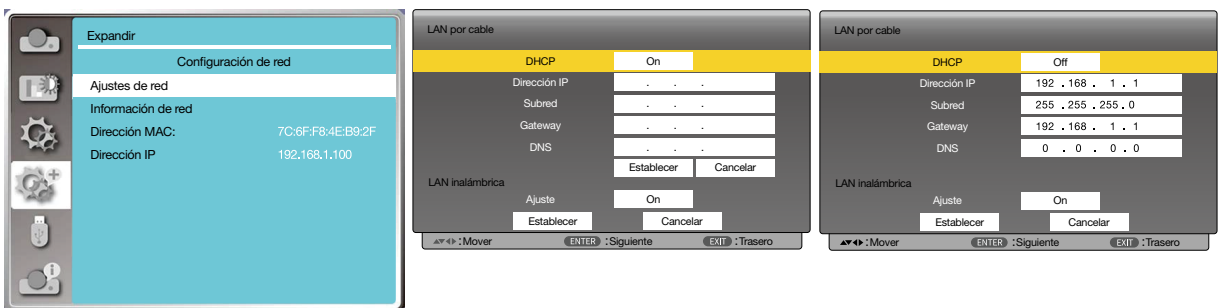 Expandir
Configuración de red
Ajustes de red
Información de red
Dirección MAC: 7C:6F:F8:4E:B9:2F
Dirección IP 192.168.1.100
LAN por cable
DHCP On
Dirección IP . . .
Subred . . .
Gateway . . .
DNS . . .
Establecer Cancelar
LAN inalámbrica
Ajuste On
Establecer Cancelar
:Mover ENTER :Siguiente EXIT :Trasero
LAN por cable
DHCP Off
Dirección IP 192 . 168 . 1 . 1
Subred 255 . 255 . 255 . 0
Gateway 192 . 168 . 1 . 1
DNS 0 . 0 . 0 . 0
LAN inalámbrica
Ajuste On
Establecer Cancelar
:Mover ENTER :Siguiente EXIT :Trasero